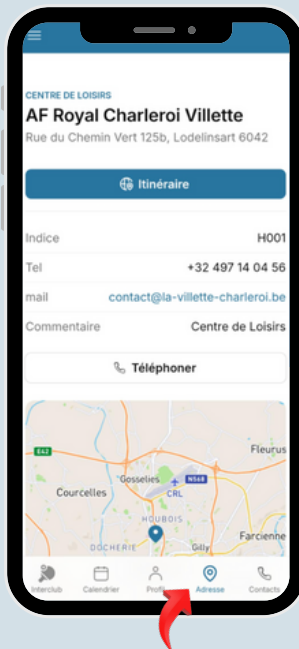 CENTRE DE LOISIRS
AF Royal Charleroi Villette
Rue du Chemin Vert 125b, Lodelinsart 6042
Itinéraire
Indice H001
Tel +32 497 14 04 56
mail contact@la-villette-charleroi.be
Commentaire Centre de Loisirs
Téléphoner
E42
Fleurus
Gosselies
N568
Courcelles
CRL
HOUBOIS
Farcienne
DOCHERIE
Gilly
Interclub Calendrier Profil Adresse Contacts